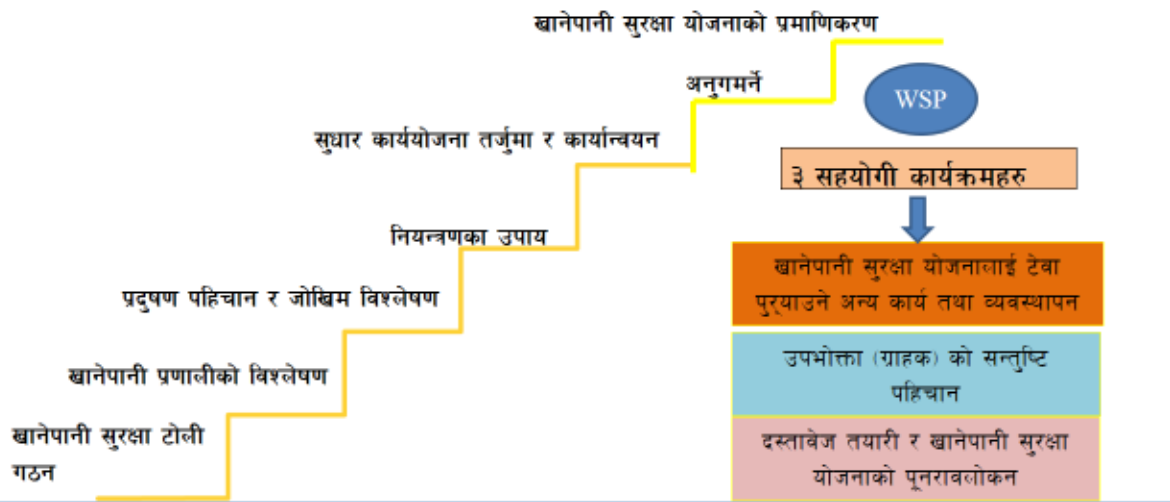 खानेपानी सुरक्षा योजनाको प्रमाणिकरण
अनुगमर्ने
सुधार कार्ययोजना तर्जुमा र कार्यान्वयन
नियन्त्रणका उपाय
प्रदुषण पहिचान र जोखिम विश्लेषण
खानेपानी प्रणालीको विश्लेषण
खानेपानी सुरक्षा टोली
गठन
WSP
३ सहयोगी कार्यक्रमहरु
खानेपानी सुरक्षा योजनालाई टेवा
पुर्‍याउने अन्य कार्य तथा व्यवस्थापन
उपभोक्ता (ग्राहक) को सन्तुष्टि
पहिचान
दस्ताबेज तयारी र खानेपानी सुरक्षा
योजनाको पूनरावलोकन